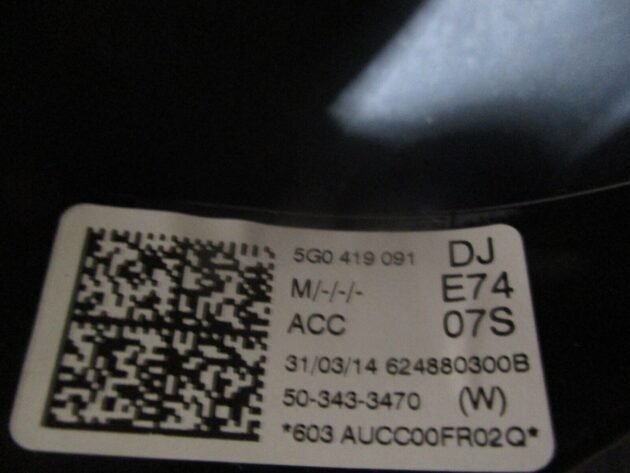 5G0 419 091 DJ
M/-/-/- E74
ACC 07S
31/03/14 624880300B
50-343-3470 (W)
*603 AUCC00FR02Q*